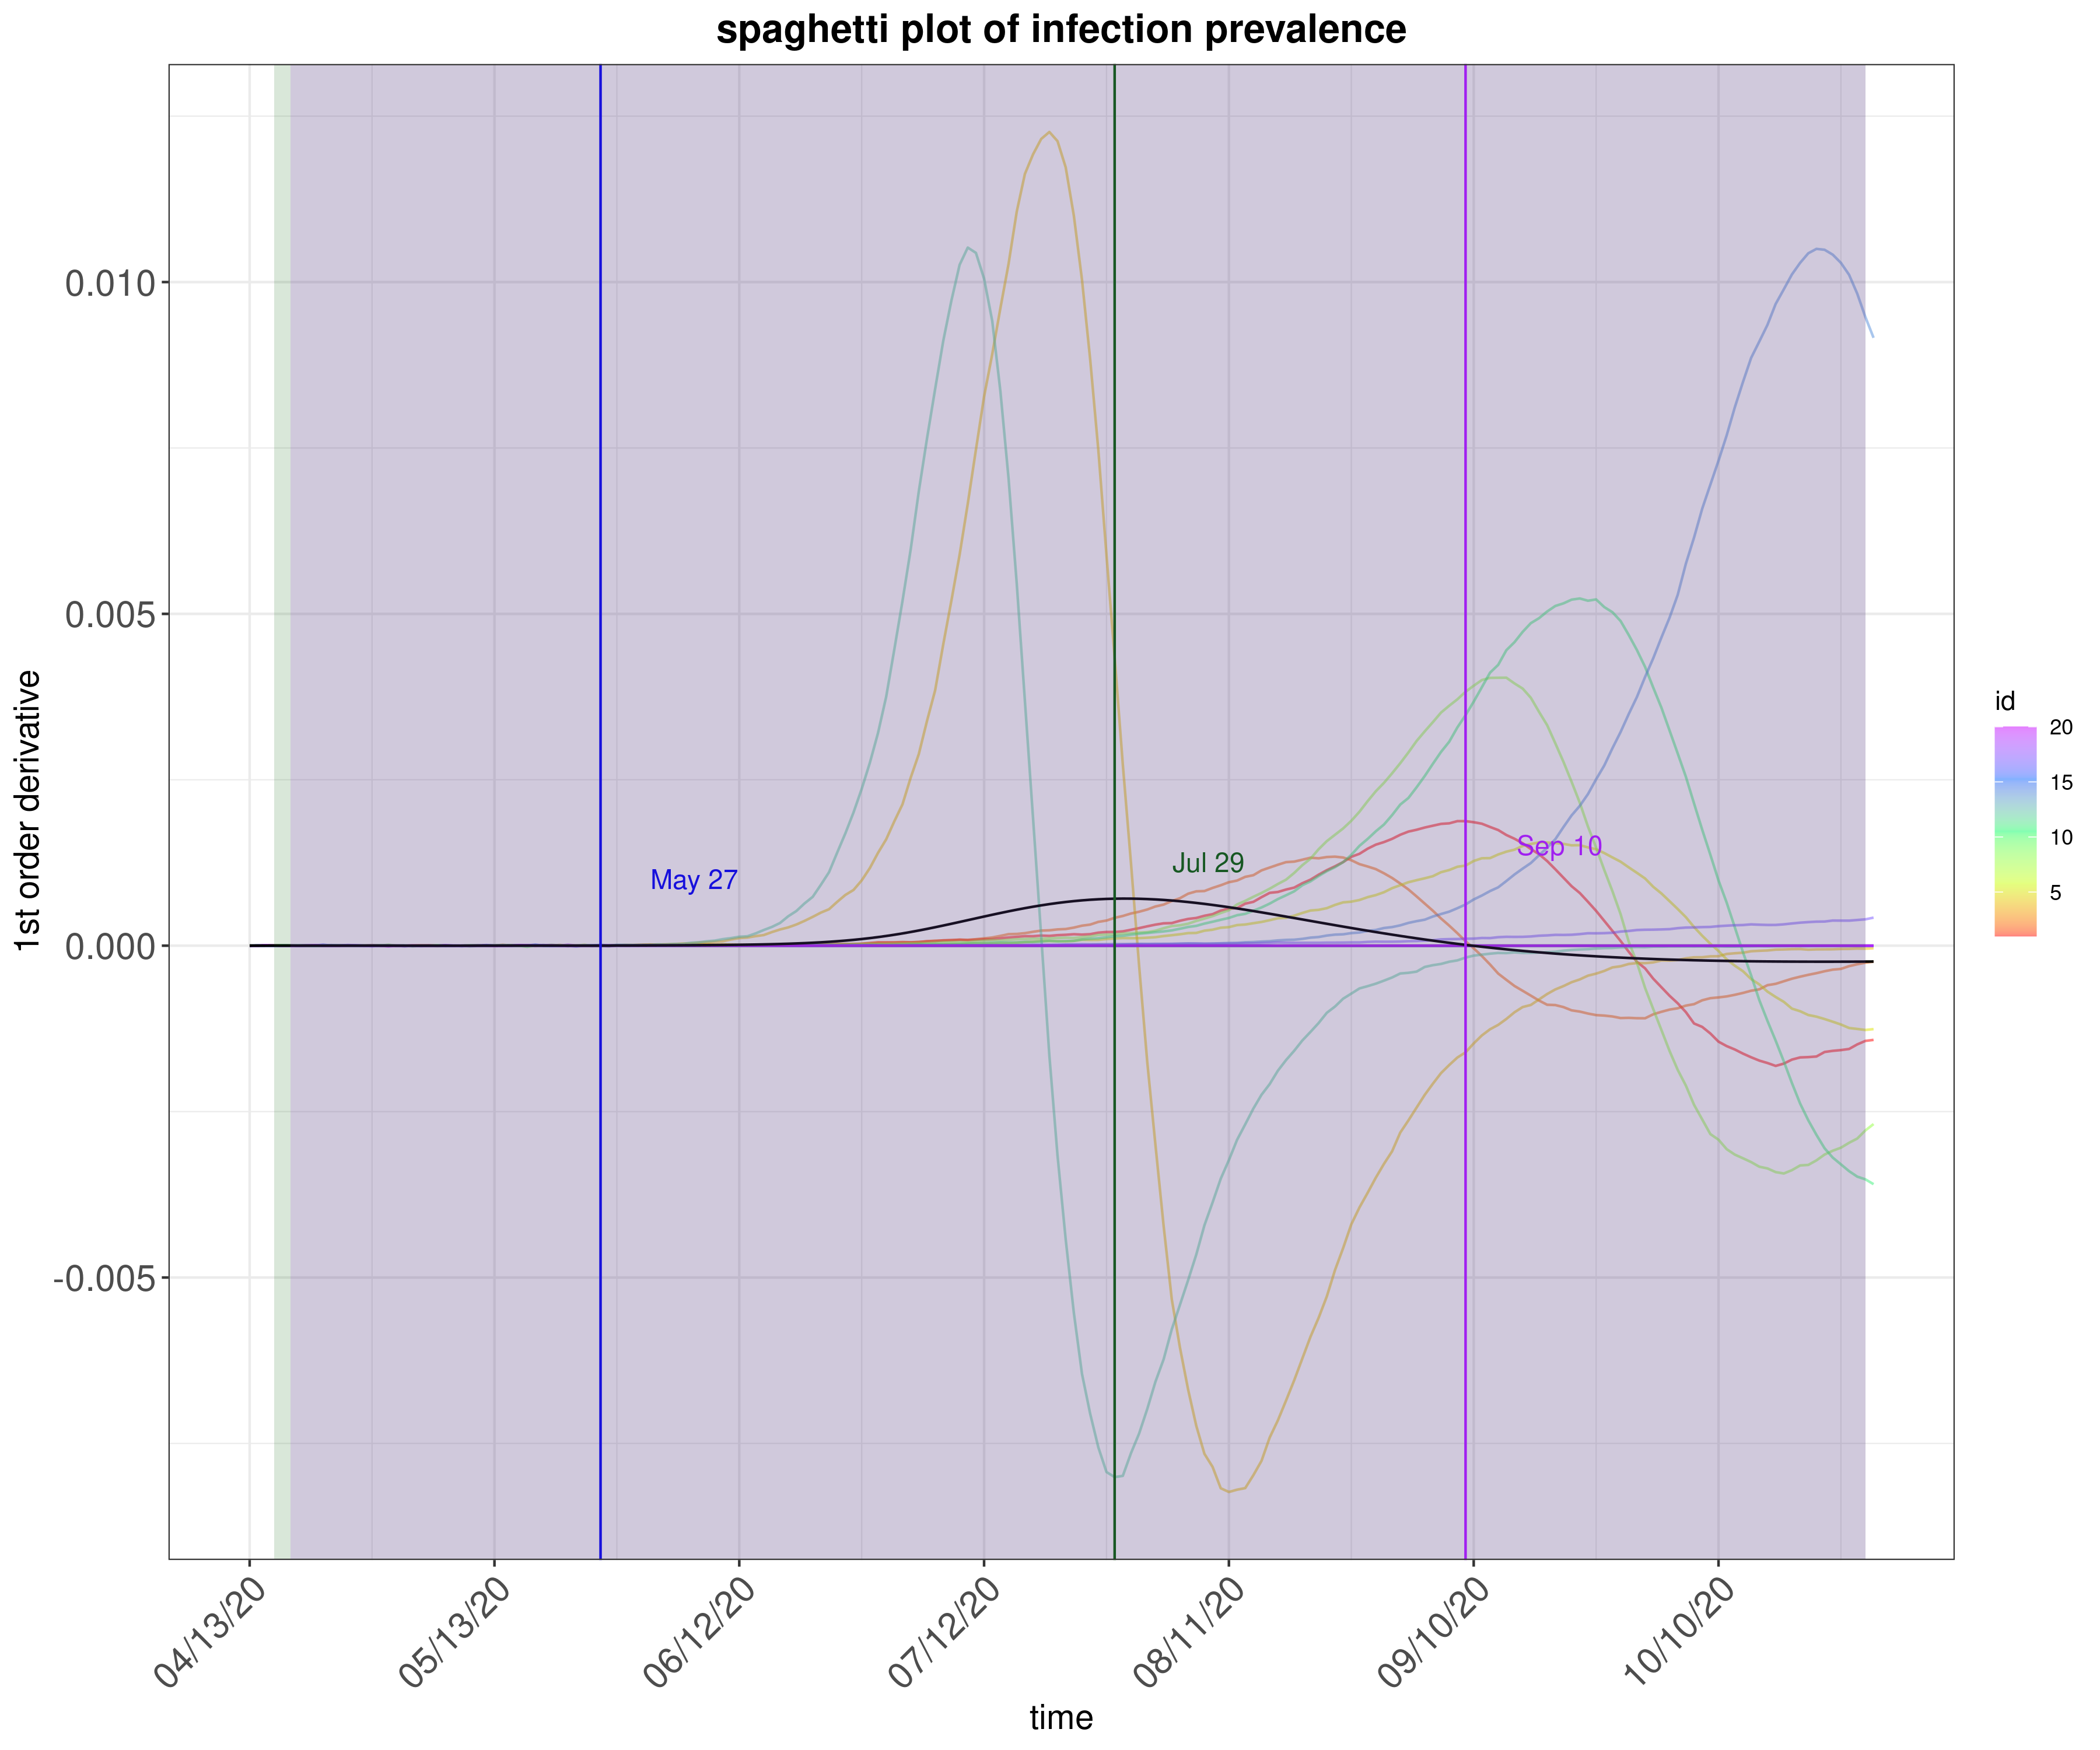 spaghetti plot of infection prevalence
1st order derivative
0.010
0.005
0.000
-0.005
May 27
Jul 29
Sep 10
04/13/20
05/13/20
06/12/20
07/12/20
08/11/20
09/10/20
10/10/20
time
id
20
15
10
5